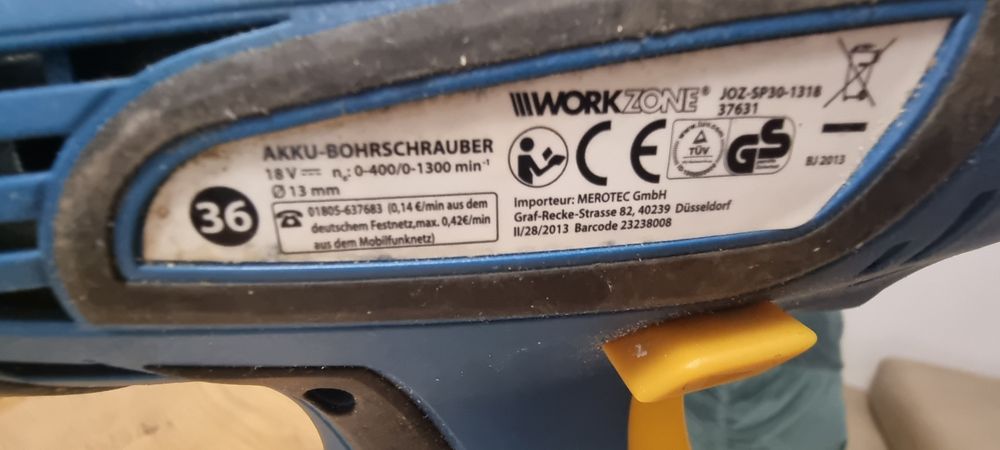 WORKZONE®
JOZ-SP30-1318
37631
AKKU-BOHRSCHRAUBER
18 V⎓ n₀: 0-400/0-1300 min⁻¹
Ø 13 mm
36
01805-637683 (0,14 €/min aus dem
deutschem Festnetz,max. 0,42€/min
aus dem Mobilfunknetz)
CE
TÜV
GS
BJ 2013
Importeur: MEROTEC GmbH
Graf-Recke-Strasse 82, 40239 Düsseldorf
II/28/2013 Barcode 23238008